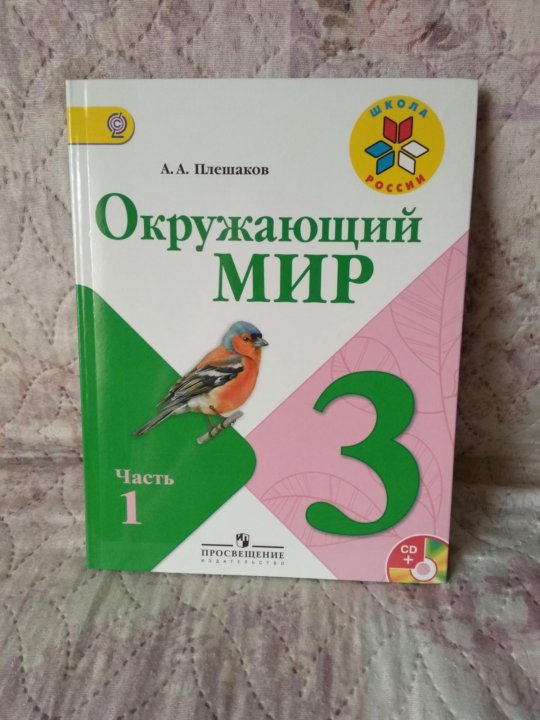 ШКОЛА
РОССИИ
А. А. Плешаков
Окружающий
МИР
3
Часть
1
ПРОСВЕЩЕНИЕ
ИЗДАТЕЛЬСТВО
CD
+